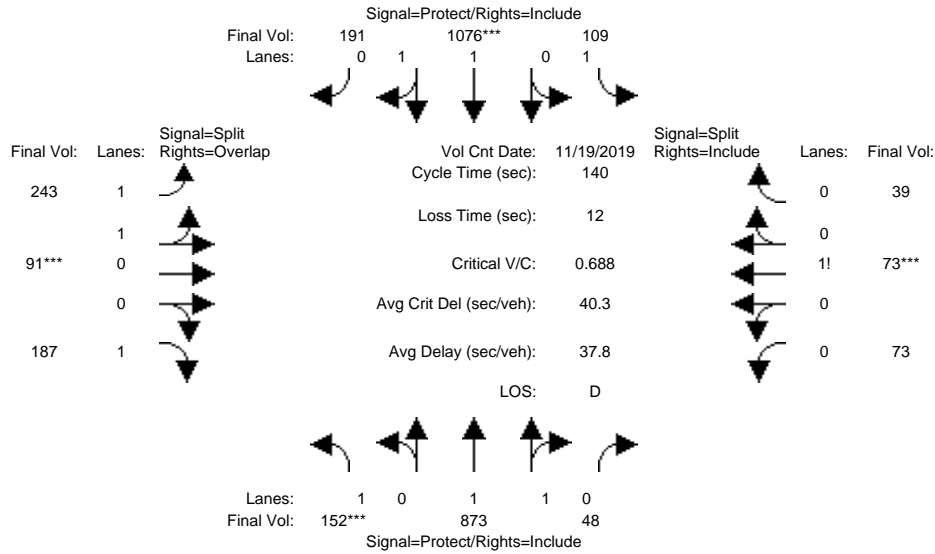 Signal=Protect/Rights=Include
Final Vol: 191 1076*** 109
Lanes: 0 1 1 0 1
Signal=Split Signal=Split
Final Vol: Lanes: Rights=Overlap Vol Cnt Date: 11/19/2019 Rights=Include Lanes: Final Vol:
Cycle Time (sec): 140
243 1 0 39
Loss Time (sec): 12
1 0
91*** 0 Critical V/C: 0.688 1! 73***
0 Avg Crit Del (sec/veh): 40.3 0
187 1 Avg Delay (sec/veh): 37.8 0 73
LOS: D
Lanes: 1 0 1 1 0
Final Vol: 152*** 873 48
Signal=Protect/Rights=Include